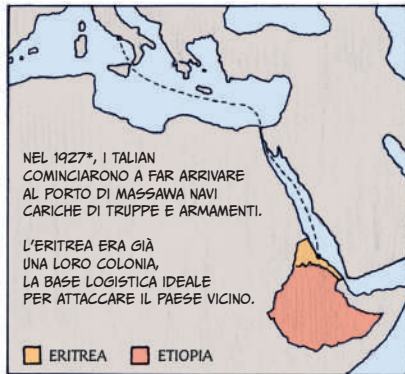 NEL 1927*, I TALIAN
COMINCIARONO A FAR ARRIVARE
AL PORTO DI MASSAWA NAVI
CARICHE DI TRUPPE E ARMAMENTI.
L'ERITREA ERA GIÀ
UNA LORO COLONIA,
LA BASE LOGISTICA IDEALE
PER ATTACCARE IL PAESE VICINO.
ERITREA ETIOPIA